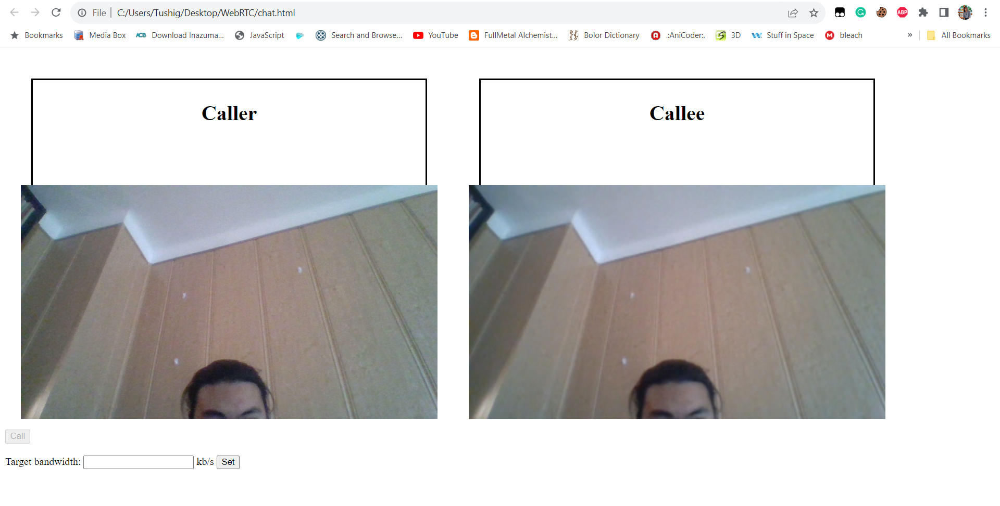 File | C:/Users/Tushig/Desktop/WebRTC/chat.html
Bookmarks Media Box ACB Download Inazuma... JavaScript Search and Browse... YouTube FullMetal Alchemist... Bolor Dictionary .:AniCoder:. 3D Stuff in Space bleach » All Bookmarks
Caller
Callee
Call
Target bandwidth: kb/s Set